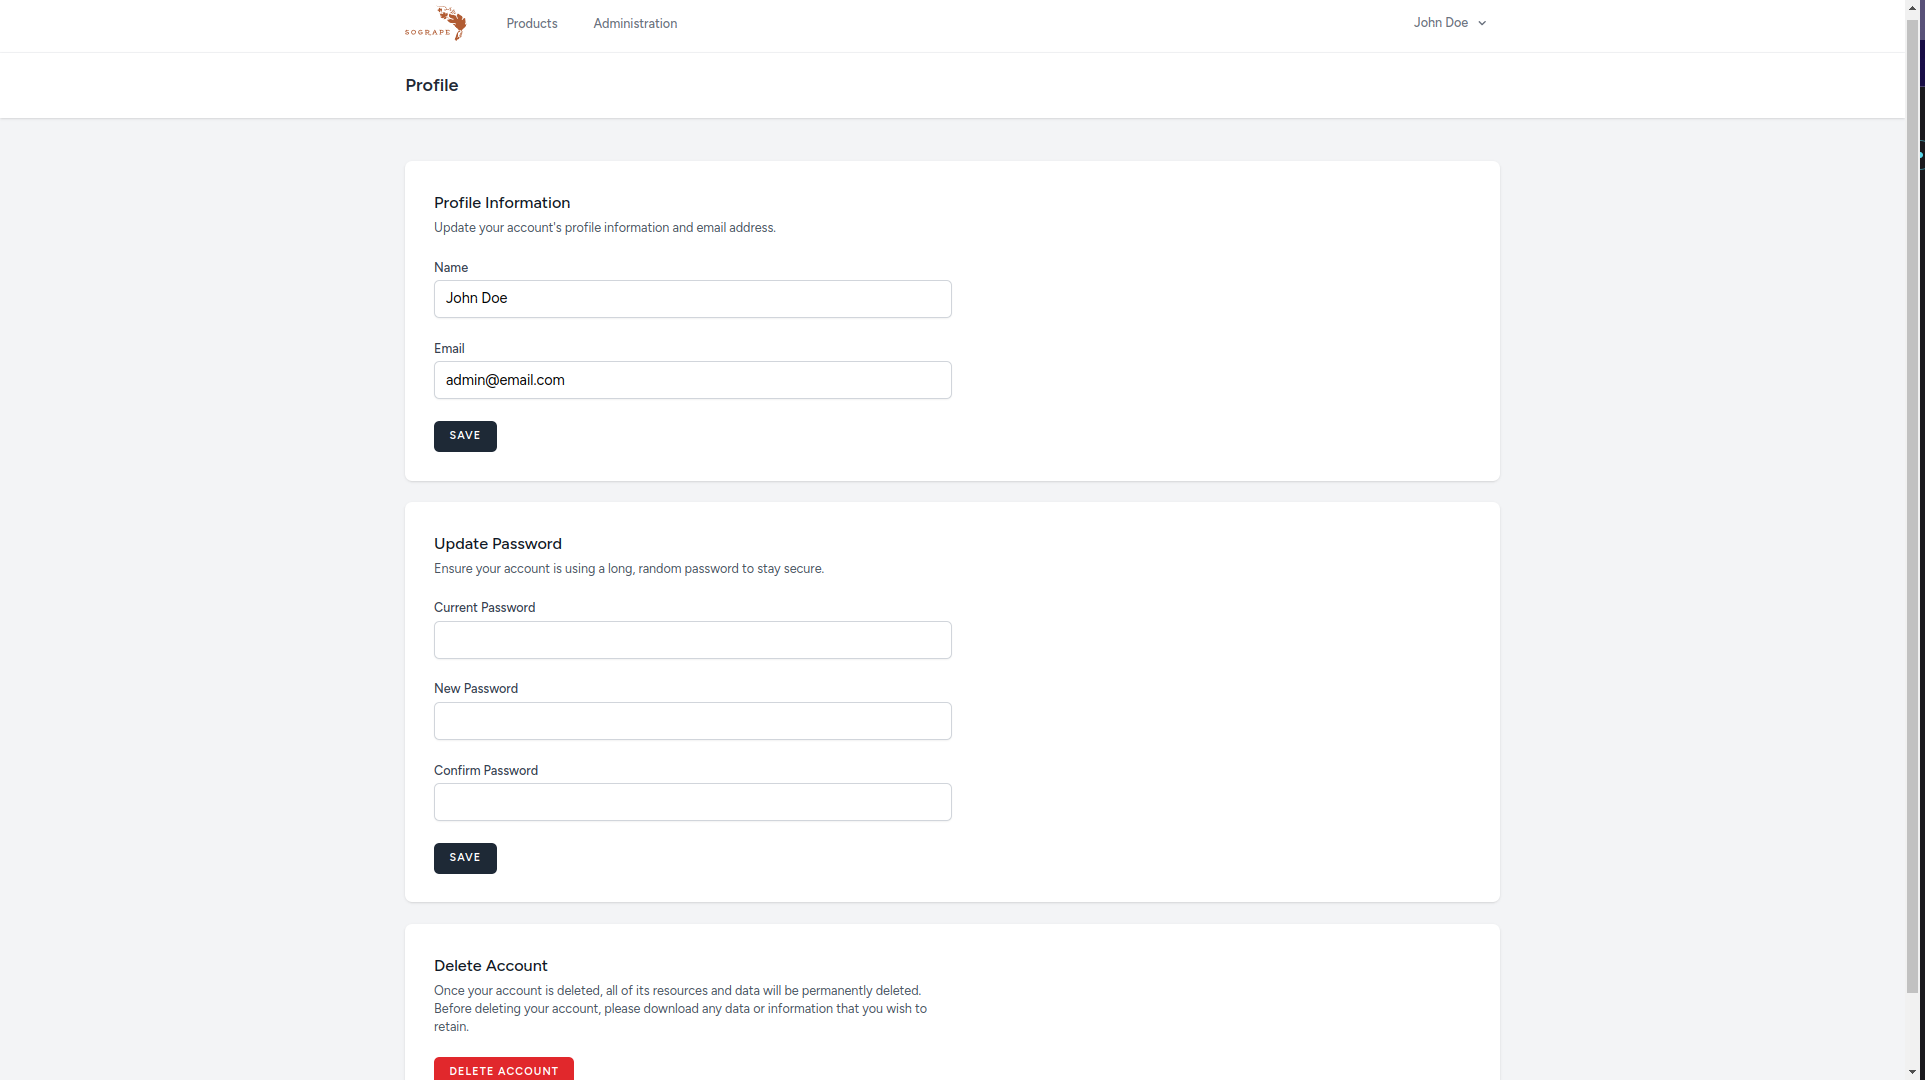 SOGRAPE
Products
Administration
John Doe
Profile
Profile Information
Update your account's profile information and email address.
Name
John Doe
Email
admin@email.com
SAVE
Update Password
Ensure your account is using a long, random password to stay secure.
Current Password
New Password
Confirm Password
SAVE
Delete Account
Once your account is deleted, all of its resources and data will be permanently deleted.
Before deleting your account, please download any data or information that you wish to
retain.
DELETE ACCOUNT